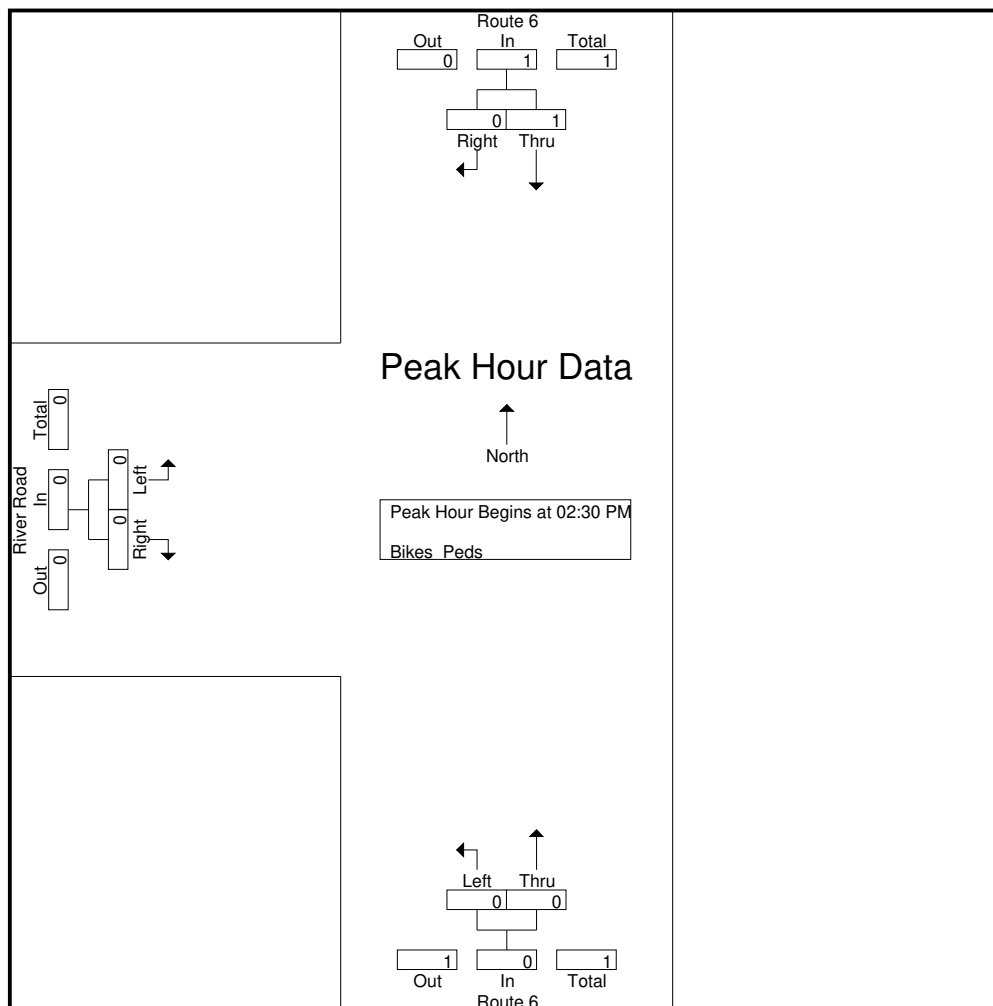 Route 6
Out In Total
0 1 1
0 1
Right Thru
Peak Hour Data
North
Peak Hour Begins at 02:30 PM
Bikes Peds
River Road
Out In Total
0 0 0
Right Left
0 0
Left Thru
0 0
1 0 1
Out In Total
Route 6